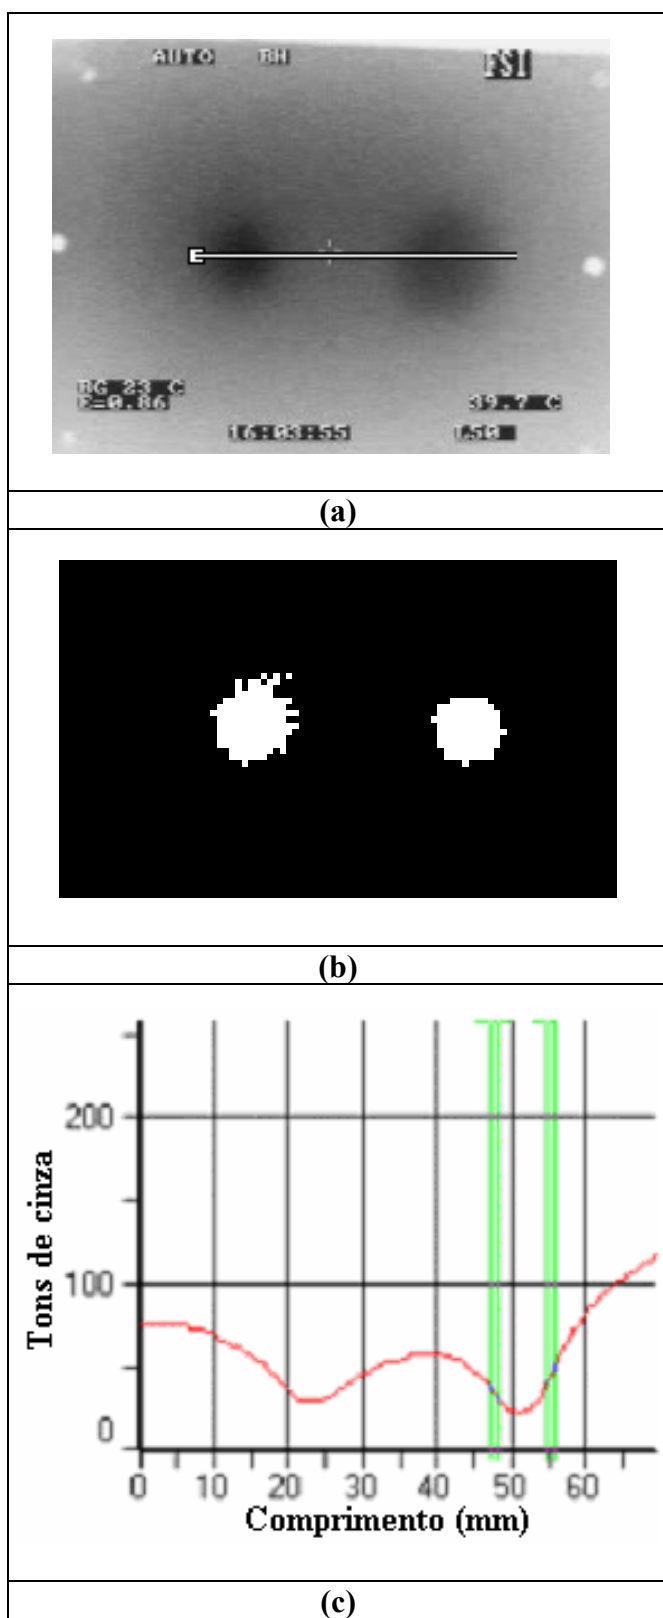 AUTO BH FSI
BG 23 C
E=0.86 39.7 C
16:03:55
(a)
(b)
200
100
0
Tons de cinza
0 10 20 30 40 50 60
Comprimento (mm)
(c)